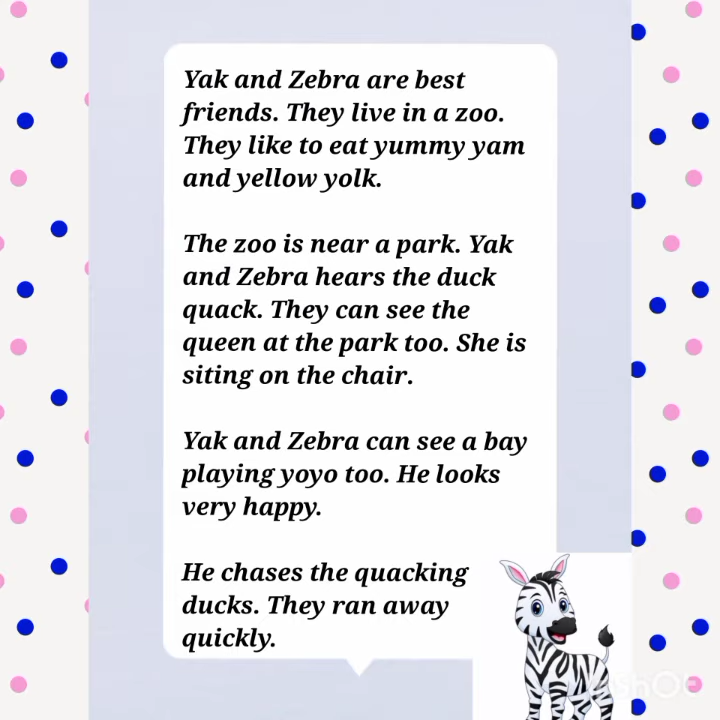 Yak and Zebra are best
friends. They live in a zoo.
They like to eat yummy yam
and yellow yolk.
The zoo is near a park. Yak
and Zebra hears the duck
quack. They can see the
queen at the park too. She is
siting on the chair.
Yak and Zebra can see a bay
playing yoyo too. He looks
very happy.
He chases the quacking
ducks. They ran away
quickly.